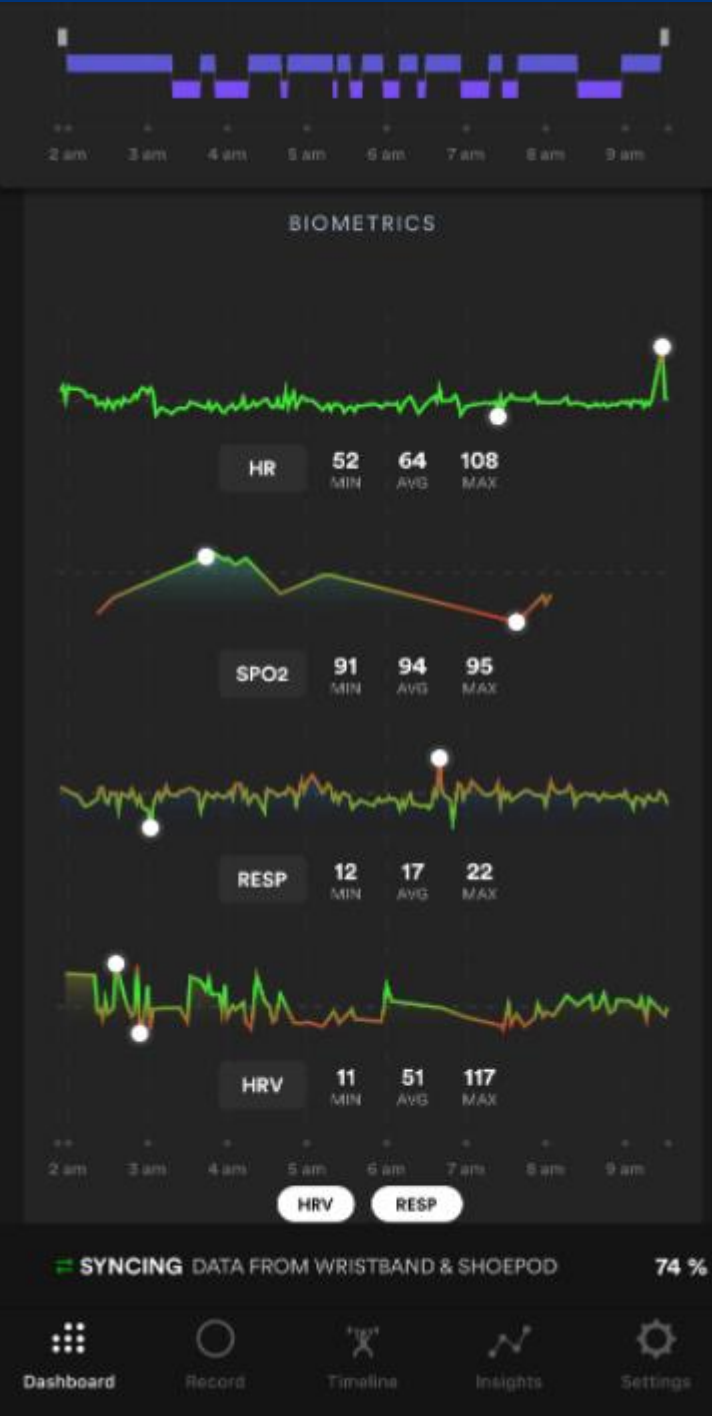 2 am 3 am 4 am 5 am 6 am 7 am 8 am 9 am
BIOMETRICS
HR 52 64 108
MIN AVG MAX
SPO2 91 94 95
MIN AVG MAX
RESP 12 17 22
MIN AVG MAX
HRV 11 51 117
MIN AVG MAX
2 am 3 am 4 am 5 am 6 am 7 am 8 am 9 am
HRV RESP
SYNCING DATA FROM WRISTBAND & SHOEPOD 74 %
Dashboard Record Timeline Insights Settings